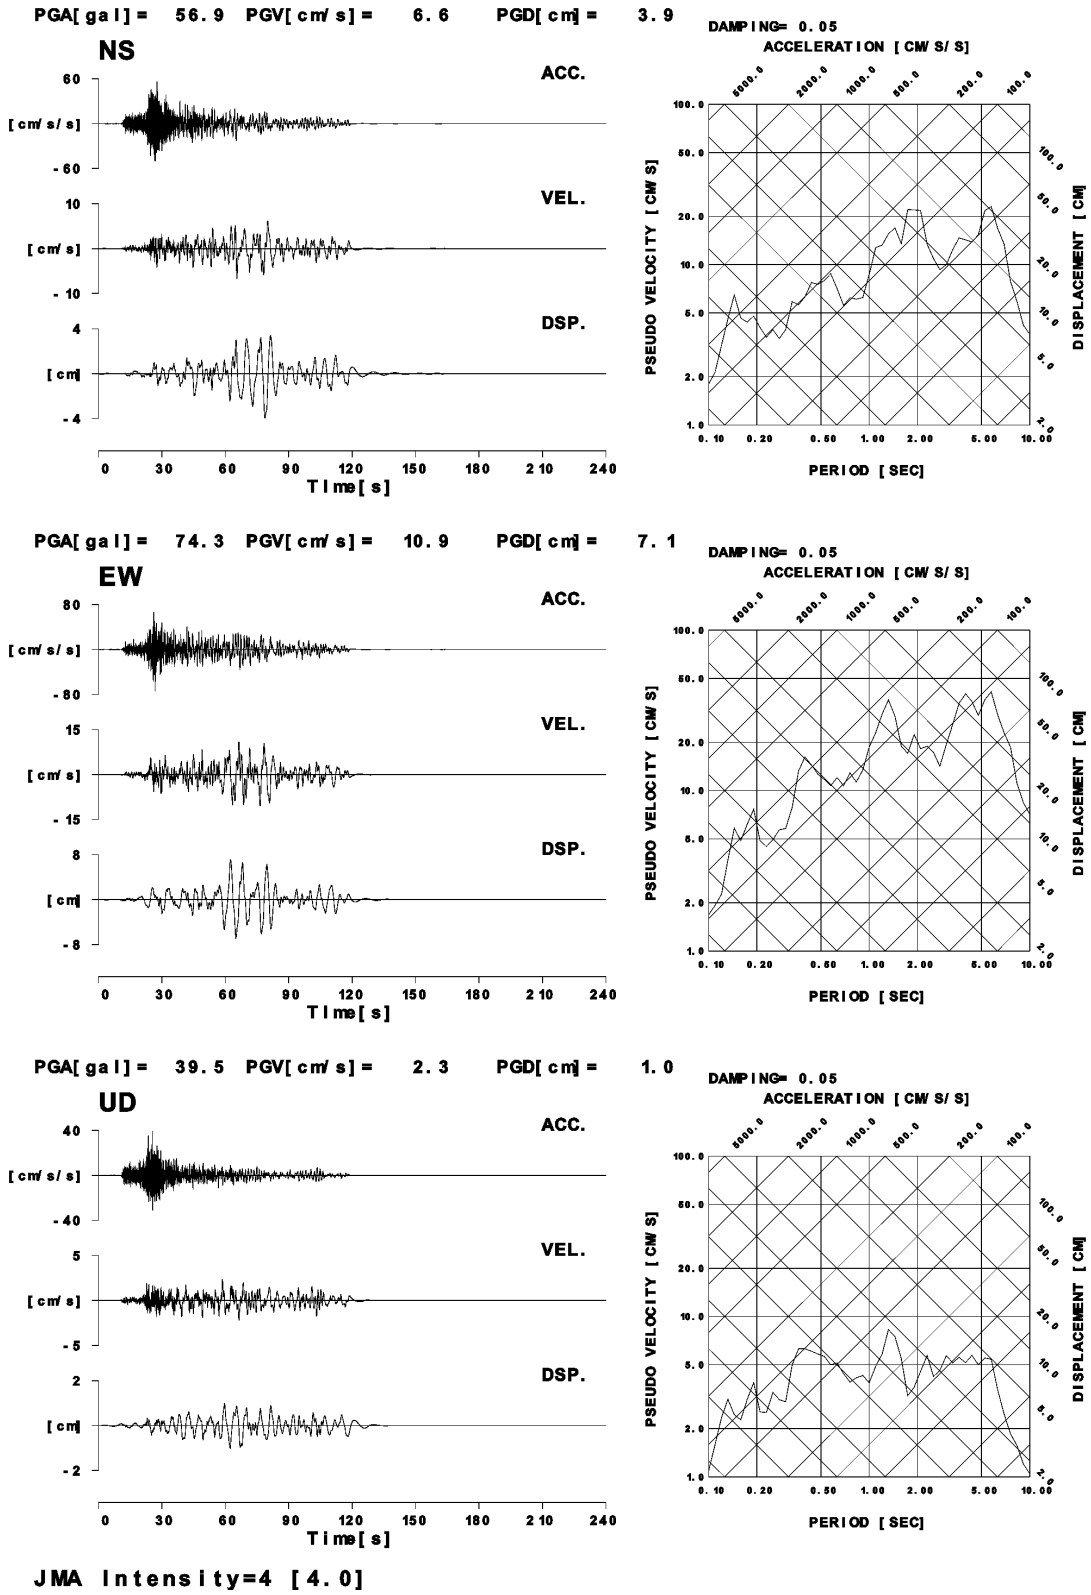 PGA[gal]= 56.9 PGV[cm/s]= 6.6 PGD[cm]= 3.9
NS
ACC.
60
[cm/s/s]
-60
VEL.
10
[cm/s]
-10
DSP.
4
[cm]
-4
0 30 60 90 120 150 180 210 240
Time[s]
DAMPING= 0.05
ACCELERATION [CM/S/S]
5000.0 2000.0 1000.0 500.0 200.0 100.0
100.0
50.0
20.0
10.0
5.0
2.0
1.0
PSEUDO VELOCITY [CM/S]
100.0
50.0
20.0
10.0
5.0
2.0
DISPLACEMENT [CM]
0.10 0.20 0.50 1.00 2.00 5.00 10.00
PERIOD [SEC]
PGA[gal]= 74.3 PGV[cm/s]= 10.9 PGD[cm]= 7.1
EW
ACC.
80
[cm/s/s]
-80
VEL.
15
[cm/s]
-15
DSP.
8
[cm]
-8
0 30 60 90 120 150 180 210 240
Time[s]
DAMPING= 0.05
ACCELERATION [CM/S/S]
5000.0 2000.0 1000.0 500.0 200.0 100.0
100.0
50.0
20.0
10.0
5.0
2.0
1.0
PSEUDO VELOCITY [CM/S]
100.0
50.0
20.0
10.0
5.0
2.0
DISPLACEMENT [CM]
0.10 0.20 0.50 1.00 2.00 5.00 10.00
PERIOD [SEC]
PGA[gal]= 39.5 PGV[cm/s]= 2.3 PGD[cm]= 1.0
UD
ACC.
40
[cm/s/s]
-40
VEL.
5
[cm/s]
-5
DSP.
2
[cm]
-2
0 30 60 90 120 150 180 210 240
Time[s]
DAMPING= 0.05
ACCELERATION [CM/S/S]
5000.0 2000.0 1000.0 500.0 200.0 100.0
100.0
50.0
20.0
10.0
5.0
2.0
1.0
PSEUDO VELOCITY [CM/S]
100.0
50.0
20.0
10.0
5.0
2.0
DISPLACEMENT [CM]
0.10 0.20 0.50 1.00 2.00 5.00 10.00
PERIOD [SEC]
JMA Intensity=4 [4.0]